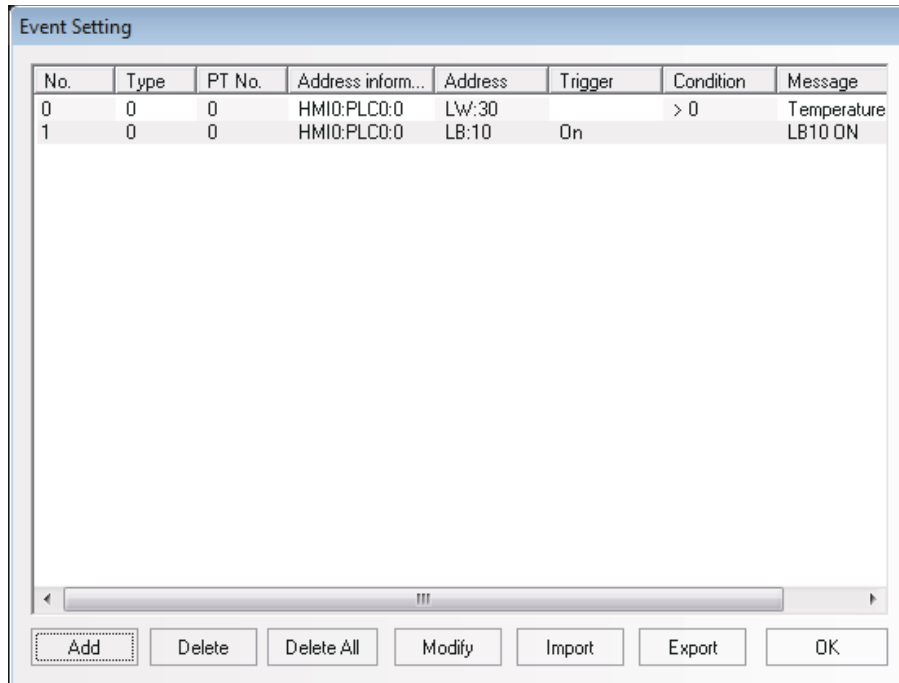 Event Setting
No. Type PT No. Address inform... Address Trigger Condition Message
0 0 0 HMI0:PLC0:0 LW:30 > 0 Temperature
1 0 0 HMI0:PLC0:0 LB:10 On LB10 ON
Add Delete Delete All Modify Import Export OK